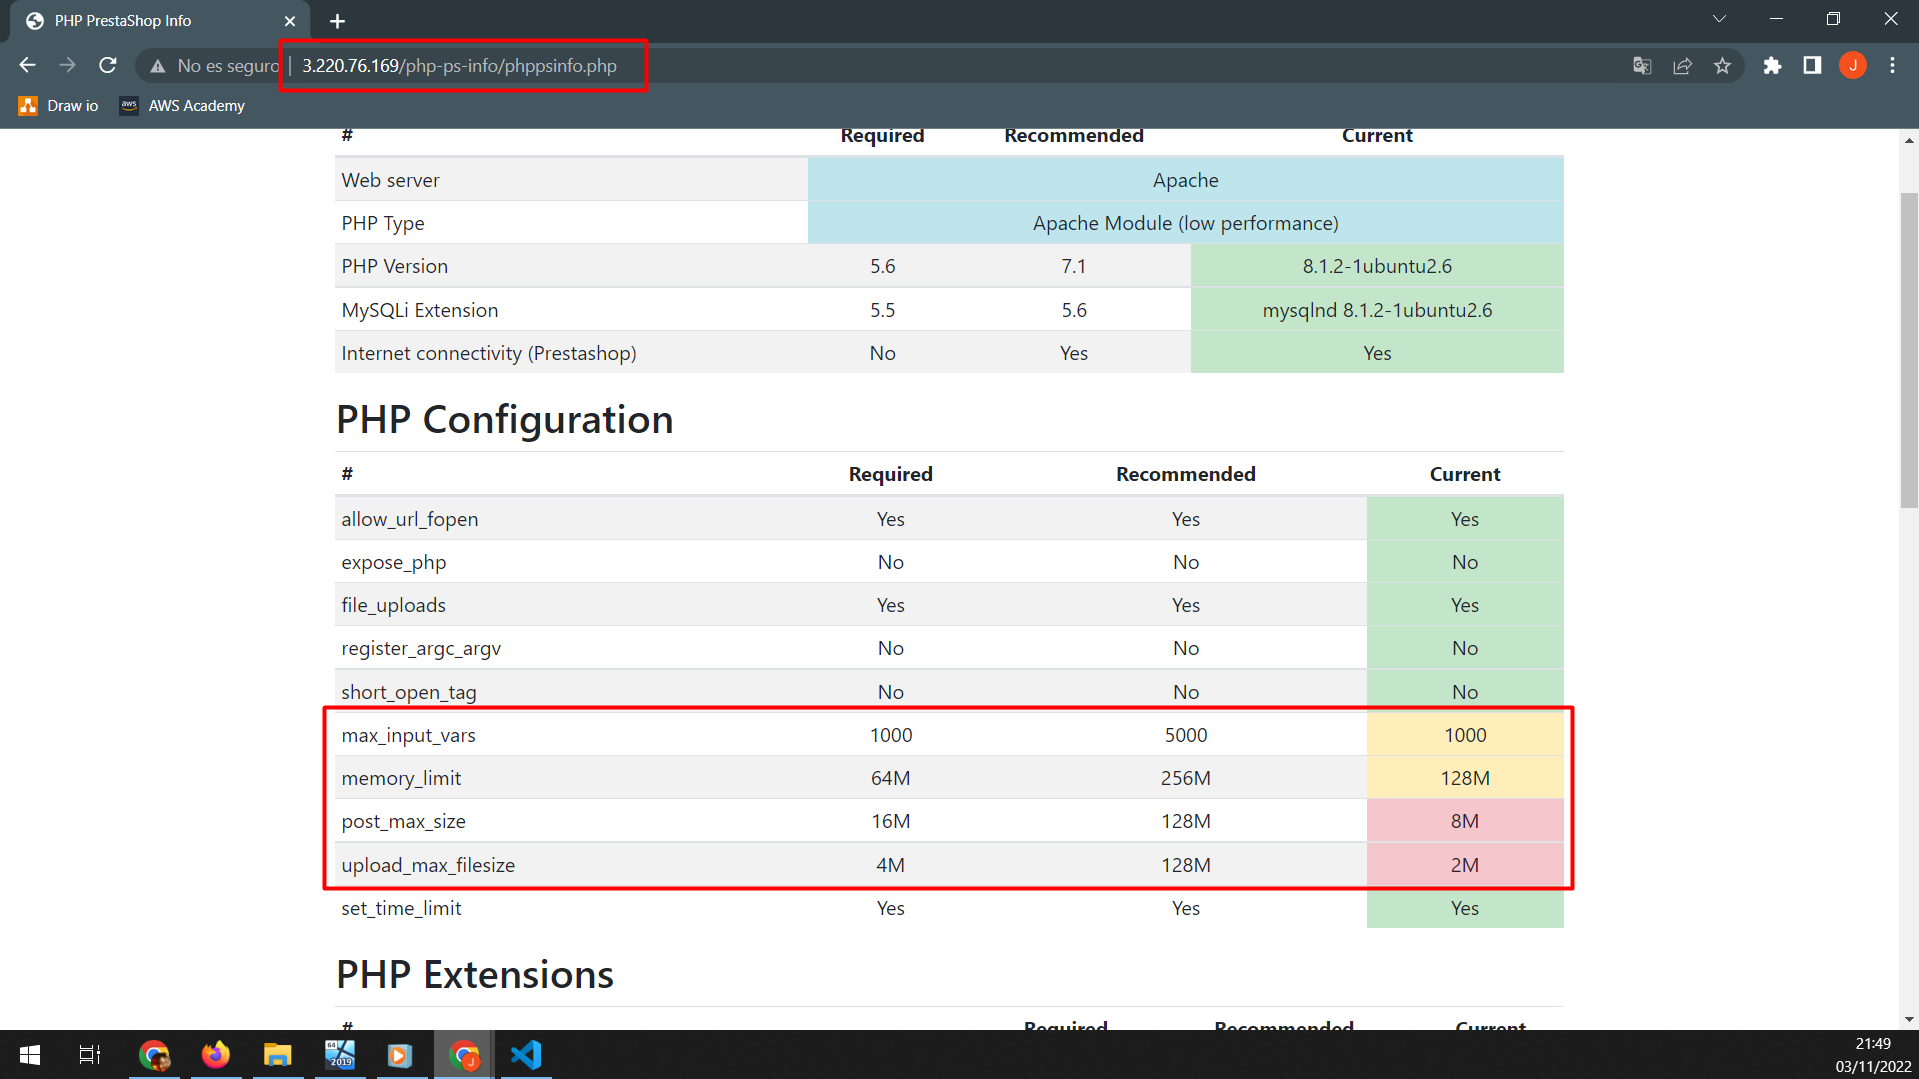 PHP PrestaShop Info
No es seguro | 3.220.76.169/php-ps-info/phppsinfo.php
J
Draw io aws AWS Academy
# Required Recommended Current
Web server Apache
PHP Type Apache Module (low performance)
PHP Version 5.6 7.1 8.1.2-1ubuntu2.6
MySQLi Extension 5.5 5.6 mysqlnd 8.1.2-1ubuntu2.6
Internet connectivity (Prestashop) No Yes Yes
PHP Configuration
# Required Recommended Current
allow_url_fopen Yes Yes Yes
expose_php No No No
file_uploads Yes Yes Yes
register_argc_argv No No No
short_open_tag No No No
max_input_vars 1000 5000 1000
memory_limit 64M 256M 128M
post_max_size 16M 128M 8M
upload_max_filesize 4M 128M 2M
set_time_limit Yes Yes Yes
PHP Extensions
# Required Recommended Current
64 2019
J
21:49
03/11/2022